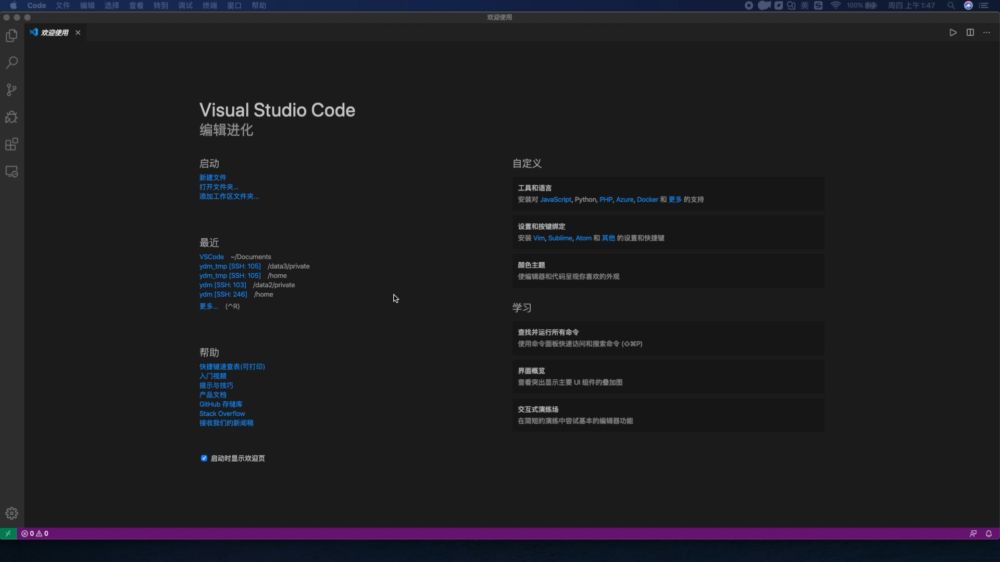 Code 文件 编辑 选择 查看 转到 调试 终端 窗口 帮助
英 100% 周四 上午1:47
欢迎使用
欢迎使用
Visual Studio Code
编辑进化
启动
新建文件
打开文件夹...
添加工作区文件夹...
最近
VSCode ~/Documents
ydm_tmp [SSH: 105] /data3/private
ydm_tmp [SSH: 105] /home
ydm [SSH: 103] /data2/private
ydm [SSH: 246] /home
更多... (^R)
帮助
快捷键速查表(可打印)
入门视频
提示与技巧
产品文档
GitHub 存储库
Stack Overflow
接收我们的新闻稿
启动时显示欢迎页
自定义
工具和语言
安装对 JavaScript, Python, PHP, Azure, Docker 和 更多 的支持
设置和按键绑定
安装 Vim, Sublime, Atom 和 其他 的设置和快捷键
颜色主题
使编辑器和代码呈现你喜欢的外观
学习
查找并运行所有命令
使用命令面板快速访问和搜索命令 (⇧⌘P)
界面概览
查看突出显示主要 UI 组件的叠加图
交互式演练场
在简短的演练中尝试基本的编辑器功能
0 0